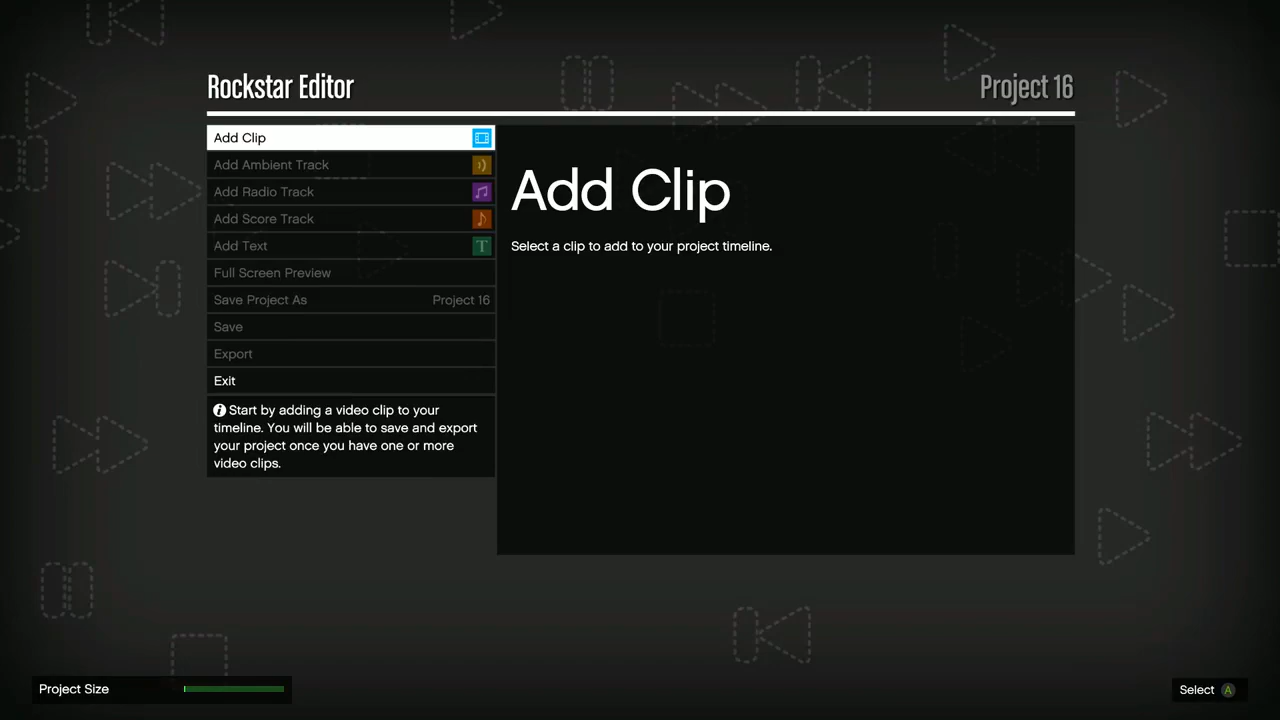 Rockstar Editor
Project 16
Add Clip
Add Ambient Track
Add Radio Track
Add Score Track
Add Text
T
Full Screen Preview
Save Project As
Project 16
Save
Export
Exit
i Start by adding a video clip to your
timeline. You will be able to save and export
your project once you have one or more
video clips.
Add Clip
Select a clip to add to your project timeline.
Project Size
Select A